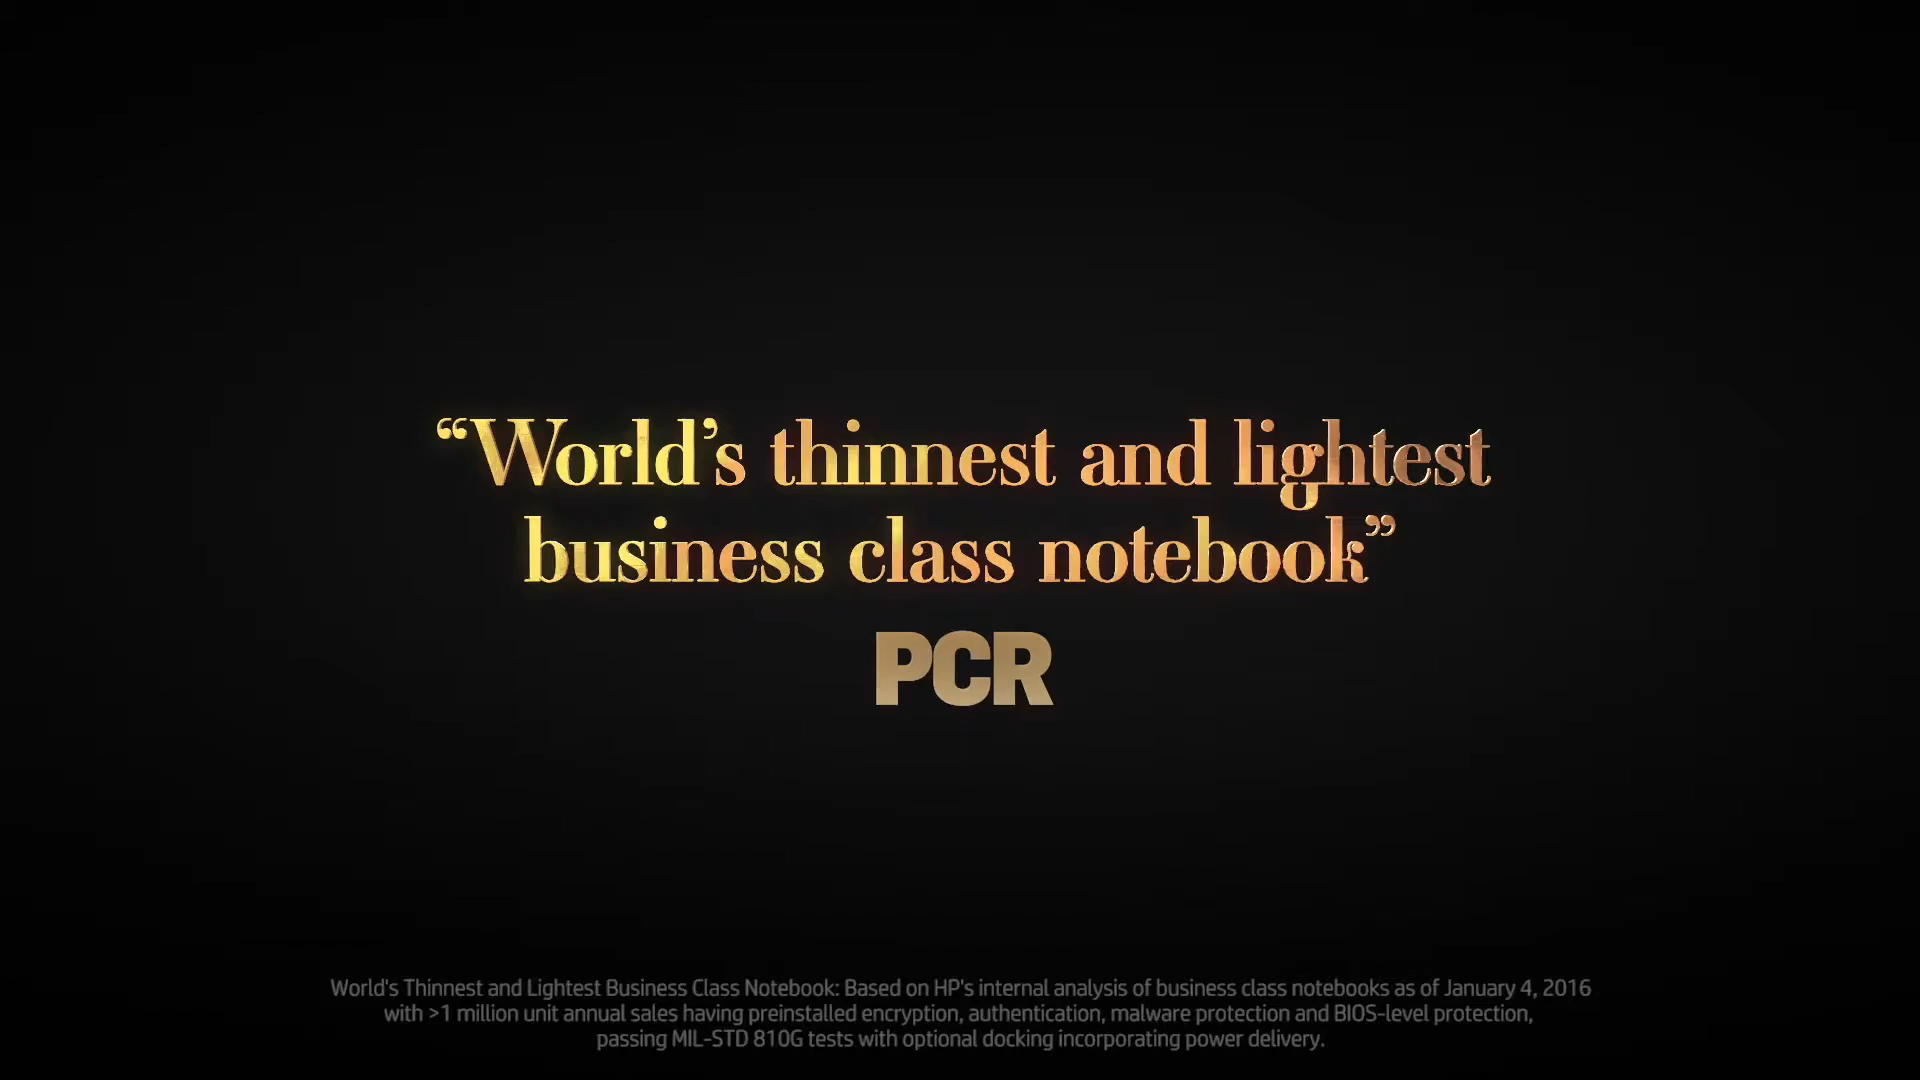 “World’s thinnest and lightest
business class notebook”
PCR
World's Thinnest and Lightest Business Class Notebook: Based on HP's internal analysis of business class notebooks as of January 4, 2016
with >1 million unit annual sales having preinstalled encryption, authentication, malware protection and BIOS-level protection,
passing MIL-STD 810G tests with optional docking incorporating power delivery.